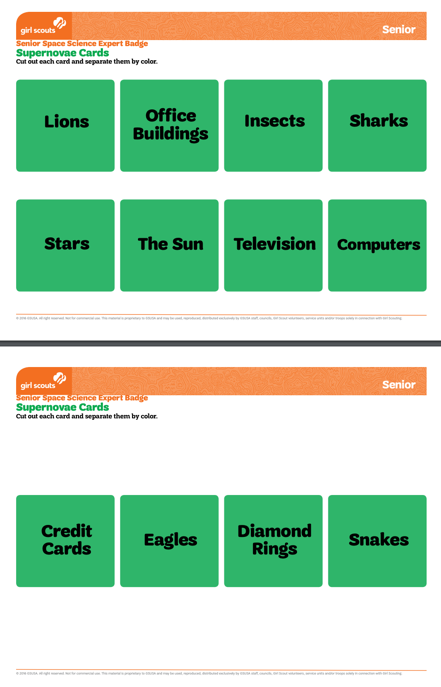 girl scouts
Senior
Senior Space Science Expert Badge
Supernovae Cards
Cut out each card and separate them by color.
Lions
Office
Buildings
Insects
Sharks
Stars
The Sun
Television
Computers
girl scouts
Senior
Senior Space Science Expert Badge
Supernovae Cards
Cut out each card and separate them by color.
Credit
Cards
Eagles
Diamond
Rings
Snakes